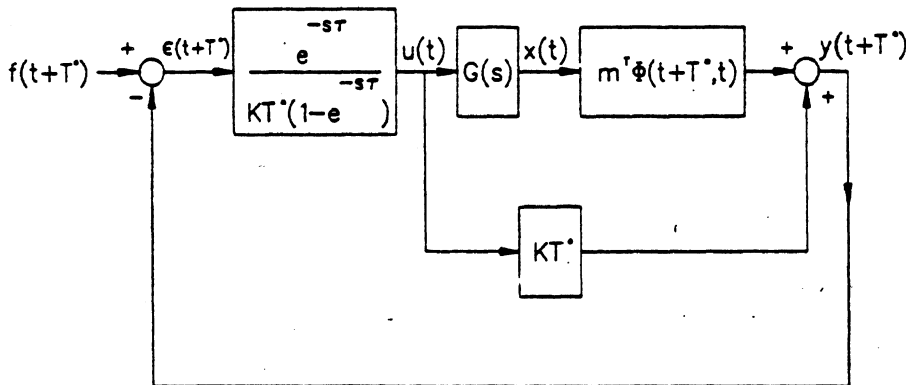 f(t+T*)
+
-
ϵ(t+T*)
e^{-sτ}
KT*(1-e^{-sτ})
u(t)
G(s)
x(t)
m^T Φ(t+T*,t)
+
+
y(t+T*)
KT*